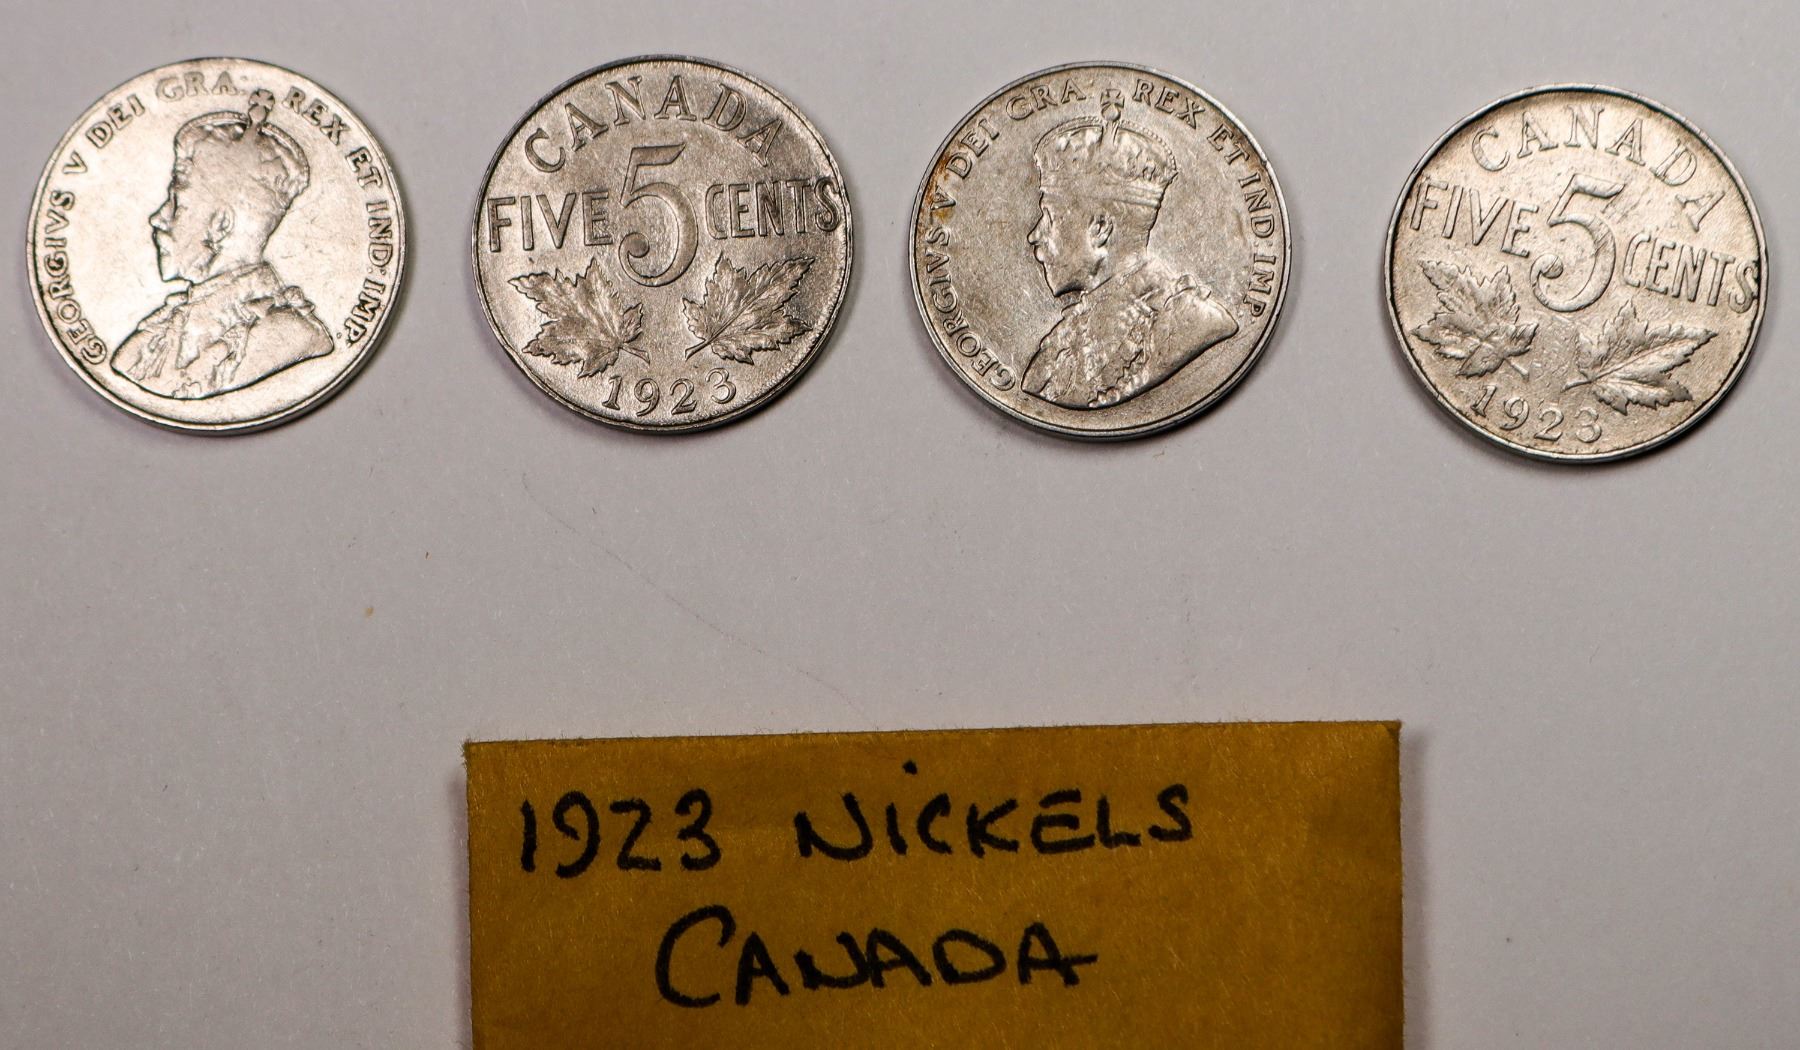 GEORGIVS V DEI GRA: REX ET IND: IMP:
CANADA
FIVE 5 CENTS
1923
GEORGIVS V DEI GRA: REX ET IND: IMP:
CANADA
FIVE 5 CENTS
1923
1923 NiCKELS
CANADA